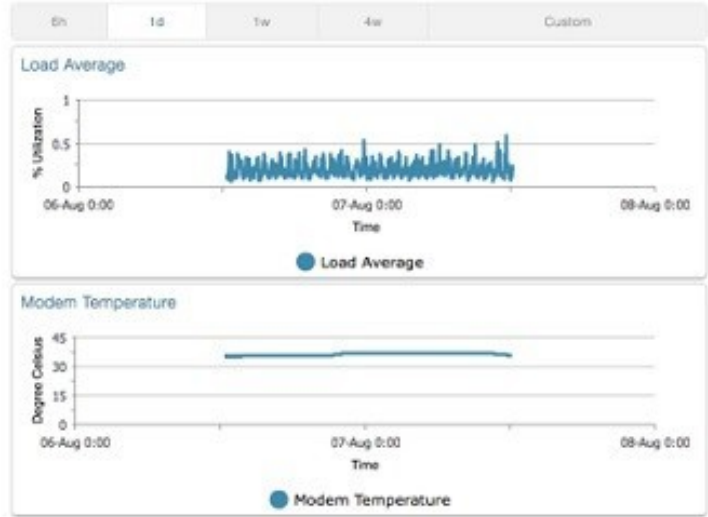 6h 1d 1w 4w Custom
Load Average
% Utilization
1
0.5
0
06-Aug 0:00 07-Aug 0:00 08-Aug 0:00
Time
Load Average
Modem Temperature
Degree Celsius
45
30
15
0
06-Aug 0:00 07-Aug 0:00 08-Aug 0:00
Time
Modem Temperature